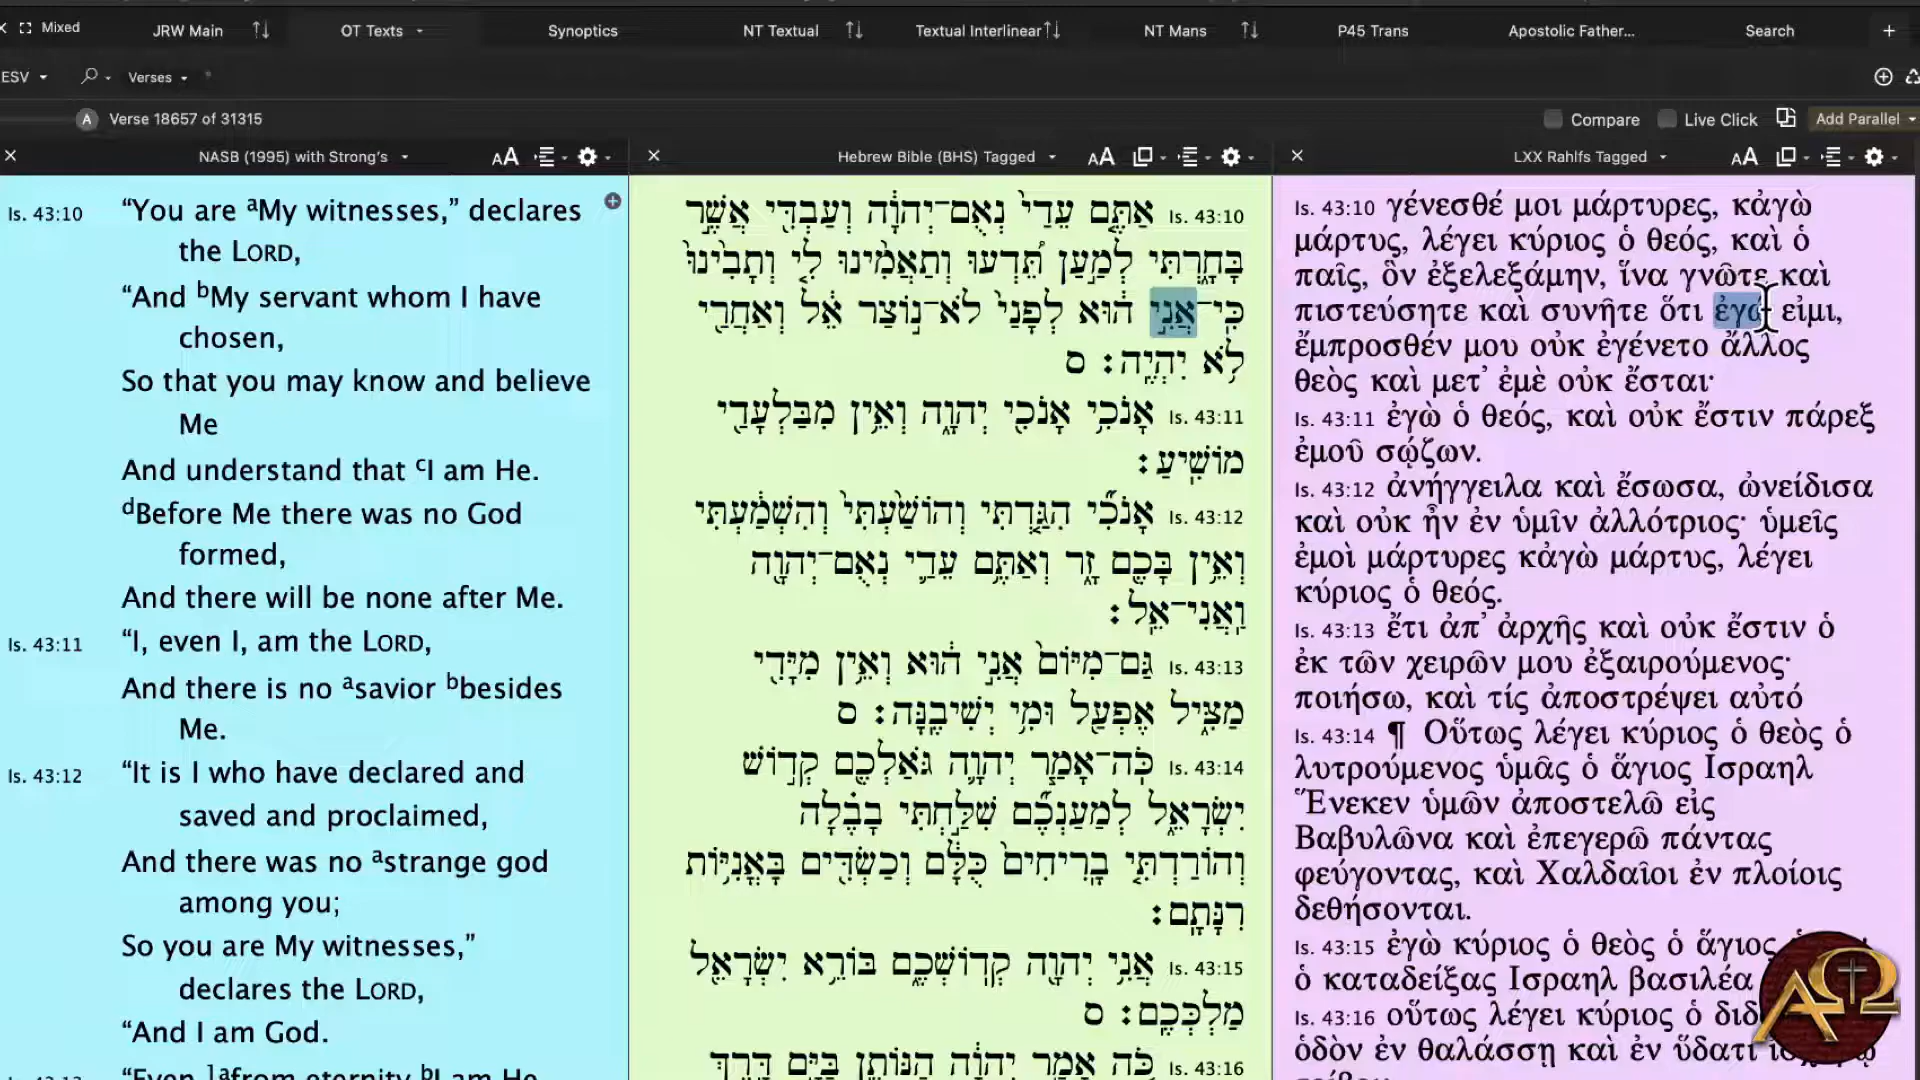 Mixed
JRW Main
OT Texts
Synoptics
NT Textual
Textual Interlinear
NT Mans
P45 Trans
Apostolic Father...
Search
+
ESV
Verses
A Verse 18657 of 31315
Compare
Live Click
Add Parallel
NASB (1995) with Strong's
AA
Is. 43:10 “You are aMy witnesses,” declares
the LORD,
“And bMy servant whom I have
chosen,
So that you may know and believe
Me
And understand that cI am He.
dBefore Me there was no God
formed,
And there will be none after Me.
Is. 43:11 “I, even I, am the LORD,
And there is no asavior bbesides
Me.
Is. 43:12 “It is I who have declared and
saved and proclaimed,
And there was no astrange god
among you;
So you are My witnesses,”
declares the LORD,
“And I am God.
“Even 1afrom eternity bI am He
Hebrew Bible (BHS) Tagged
AA
Is. 43:10 אַתֶּ֤ם עֵדַי֙ נְאֻם־יְהוָ֔ה וְעַבְדִּ֖י אֲשֶׁ֣ר
בָּחָ֑רְתִּי לְמַ֣עַן תֵּ֠דְעוּ וְתַאֲמִ֨ינוּ לִ֤י וְתָבִ֙ינוּ֙
כִּֽי־אֲנִ֣י ה֔וּא לְפָנַי֙ לֹא־נ֣וֹצַר אֵ֔ל וְאַחֲרַ֖י
לֹ֥א יִהְיֶֽה׃ ס
Is. 43:11 אָנֹכִ֥י אָנֹכִ֖י יְהוָ֑ה וְאֵ֥ין מִבַּלְעָדַ֖י
מוֹשִֽׁיעַ׃
Is. 43:12 אָנֹכִ֞י הִגַּ֤דְתִּי וְהוֹשַׁ֙עְתִּי֙ וְהִשְׁמַ֔עְתִּי
וְאֵ֥ין בָּכֶ֖ם זָ֑ר וְאַתֶּ֥ם עֵדַ֛י נְאֻם־יְהוָ֖ה
וַֽאֲנִי־אֵֽל׃
Is. 43:13 גַּם־מִיּוֹם֙ אֲנִ֣י ה֔וּא וְאֵ֥ין מִיָּדִ֖י
מַצִּ֑יל אֶפְעַ֖ל וּמִ֥י יְשִׁיבֶֽנָּה׃ ס
Is. 43:14 כֹּֽה־אָמַ֧ר יְהוָ֛ה גֹּאַלְכֶ֖ם קְד֣וֹשׁ
יִשְׂרָאֵ֑ל לְמַעַנְכֶ֞ם שִׁלַּ֣חְתִּי בָבֶ֗לָה
וְהוֹרַדְתִּ֤י בָֽרִיחִים֙ כֻּלָּ֔ם וְכַשְׂדִּ֖ים בָּאֳנִיּ֥וֹת
רִנָּתָֽם׃
Is. 43:15 אֲנִ֥י יְהוָ֖ה קְדֽוֹשְׁכֶ֑ם בּוֹרֵ֥א יִשְׂרָאֵ֖ל
מַלְכְּכֶֽם׃ ס
Is. 43:16 כֹּ֚ה אָמַ֣ר יְהוָ֔ה הַנּוֹתֵ֥ן בַּיָּ֖ם דָּ֑רֶךְ
LXX Rahlfs Tagged
AA
Is. 43:10 γένεσθέ μοι μάρτυρες, κἀγὼ
μάρτυς, λέγει κύριος ὁ θεός, καὶ ὁ
παῖς, ὃν ἐξελεξάμην, ἵνα γνῶτε καὶ
πιστεύσητε καὶ συνῆτε ὅτι ἐγώ εἰμι,
ἔμπροσθέν μου οὐκ ἐγένετο ἄλλος
θεὸς καὶ μετ’ ἐμὲ οὐκ ἔσται·
Is. 43:11 ἐγὼ ὁ θεός, καὶ οὐκ ἔστιν πάρεξ
ἐμοῦ σῴζων.
Is. 43:12 ἀνήγγειλα καὶ ἔσωσα, ὠνείδισα
καὶ οὐκ ἦν ἐν ὑμῖν ἀλλότριος· ὑμεῖς
ἐμοὶ μάρτυρες κἀγὼ μάρτυς, λέγει
κύριος ὁ θεός.
Is. 43:13 ἔτι ἀπ’ ἀρχῆς καὶ οὐκ ἔστιν ὁ
ἐκ τῶν χειρῶν μου ἐξαιρούμενος·
ποιήσω, καὶ τίς ἀποστρέψει αὐτό
Is. 43:14 ¶ Οὕτως λέγει κύριος ὁ θεὸς ὁ
λυτρούμενος ὑμᾶς ὁ ἅγιος Ισραηλ
Ἕνεκεν ὑμῶν ἀποστελῶ εἰς
Βαβυλῶνα καὶ ἐπεγερῶ πάντας
φεύγοντας, καὶ Χαλδαῖοι ἐν πλοίοις
δεθήσονται.
Is. 43:15 ἐγὼ κύριος ὁ θεὸς ὁ ἅγιος
ὁ καταδείξας Ισραηλ βασιλέα
Is. 43:16 οὕτως λέγει κύριος ὁ
ὁδὸν ἐν θαλάσσῃ καὶ ἐν ὕδατι
ΑΩ